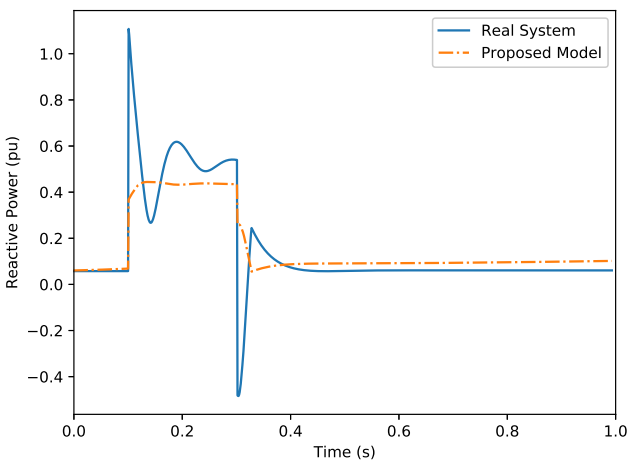 Real System
Proposed Model
Reactive Power (pu)
1.0
0.8
0.6
0.4
0.2
0.0
−0.2
−0.4
0.0 0.2 0.4 0.6 0.8 1.0
Time (s)